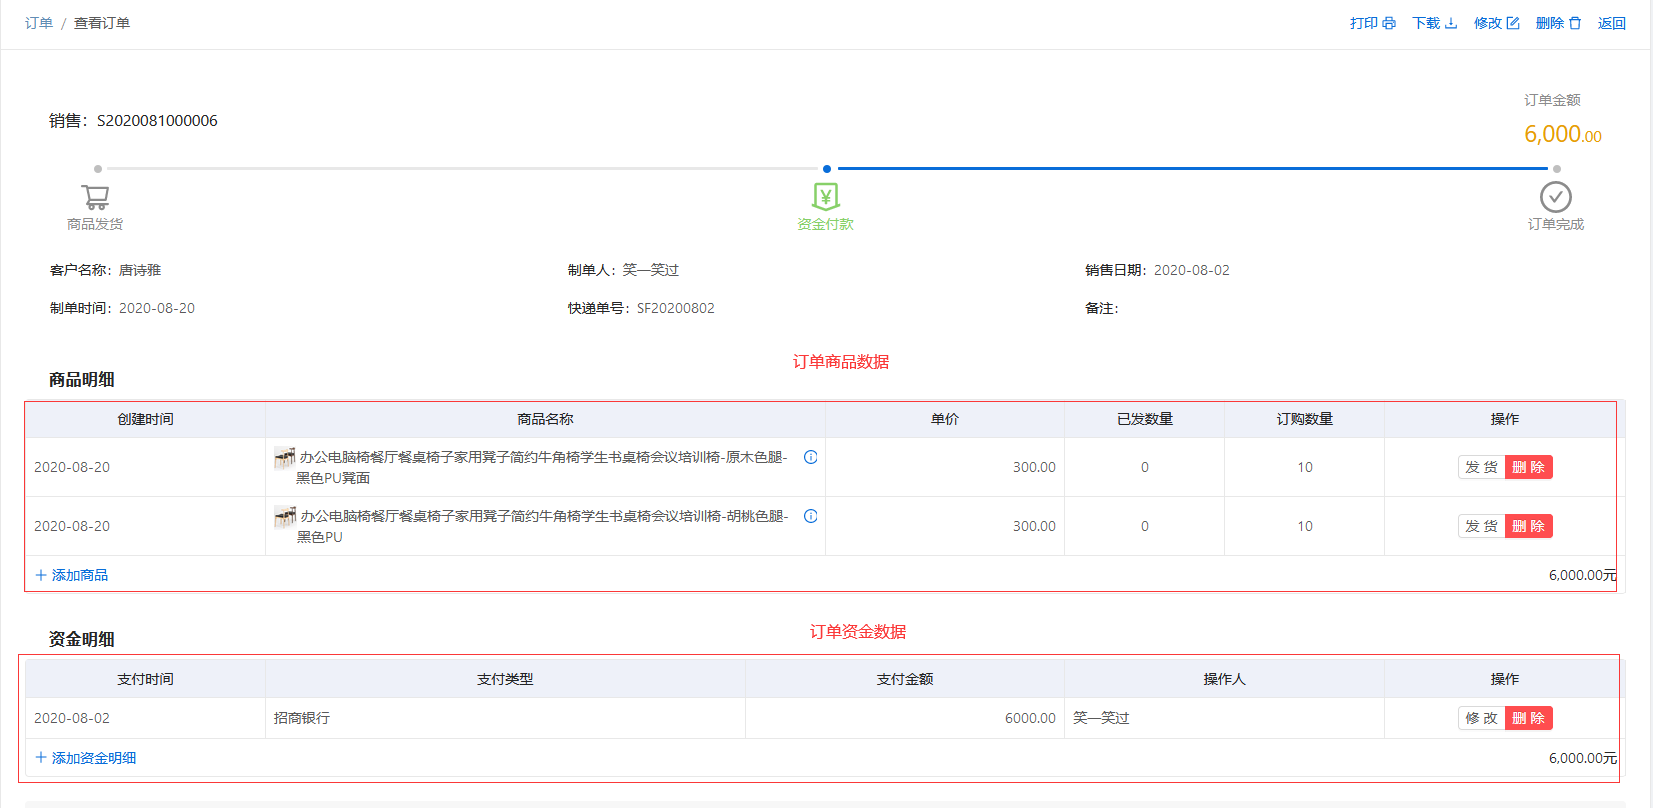 订单 / 查看订单
打印 下载 修改 删除 返回
订单金额
销售：S2020081000006
6,000.00
商品发货
资金付款
订单完成
客户名称：唐诗雅
制单人：笑一笑过
销售日期：2020-08-02
制单时间：2020-08-20
快递单号：SF20200802
备注：
订单商品数据
商品明细
创建时间 商品名称 单价 已发数量 订购数量 操作
2020-08-20 办公电脑椅餐厅餐桌椅子家用凳子简约牛角椅学生书桌椅会议培训椅-原木色腿- 300.00 0 10 发 货 删 除
黑色PU凳面
2020-08-20 办公电脑椅餐厅餐桌椅子家用凳子简约牛角椅学生书桌椅会议培训椅-胡桃色腿- 300.00 0 10 发 货 删 除
黑色PU
+ 添加商品 6,000.00元
订单资金数据
资金明细
支付时间 支付类型 支付金额 操作人 操作
2020-08-02 招商银行 6000.00 笑一笑过 修 改 删 除
+ 添加资金明细 6,000.00元